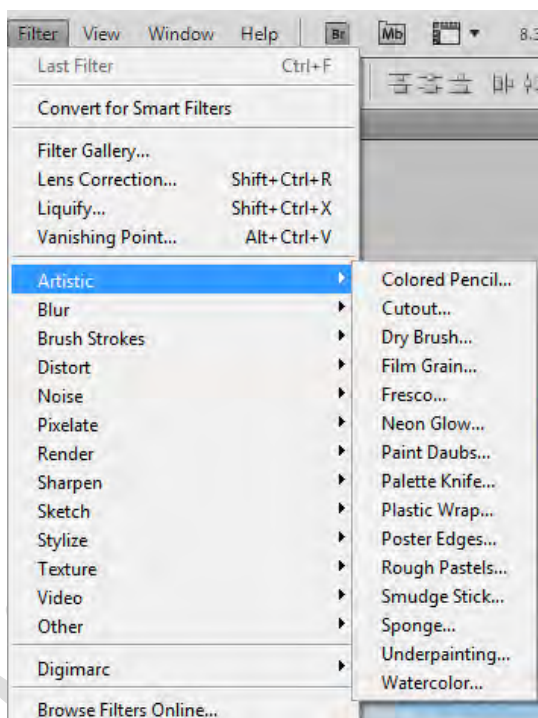 Filter View Window Help Br Mb 8.3
Last Filter Ctrl+F
Convert for Smart Filters
Filter Gallery...
Lens Correction... Shift+Ctrl+R
Liquify... Shift+Ctrl+X
Vanishing Point... Alt+Ctrl+V
Artistic
Blur
Brush Strokes
Distort
Noise
Pixelate
Render
Sharpen
Sketch
Stylize
Texture
Video
Other
Digimarc
Browse Filters Online...
Colored Pencil...
Cutout...
Dry Brush...
Film Grain...
Fresco...
Neon Glow...
Paint Daubs...
Palette Knife...
Plastic Wrap...
Poster Edges...
Rough Pastels...
Smudge Stick...
Sponge...
Underpainting...
Watercolor...